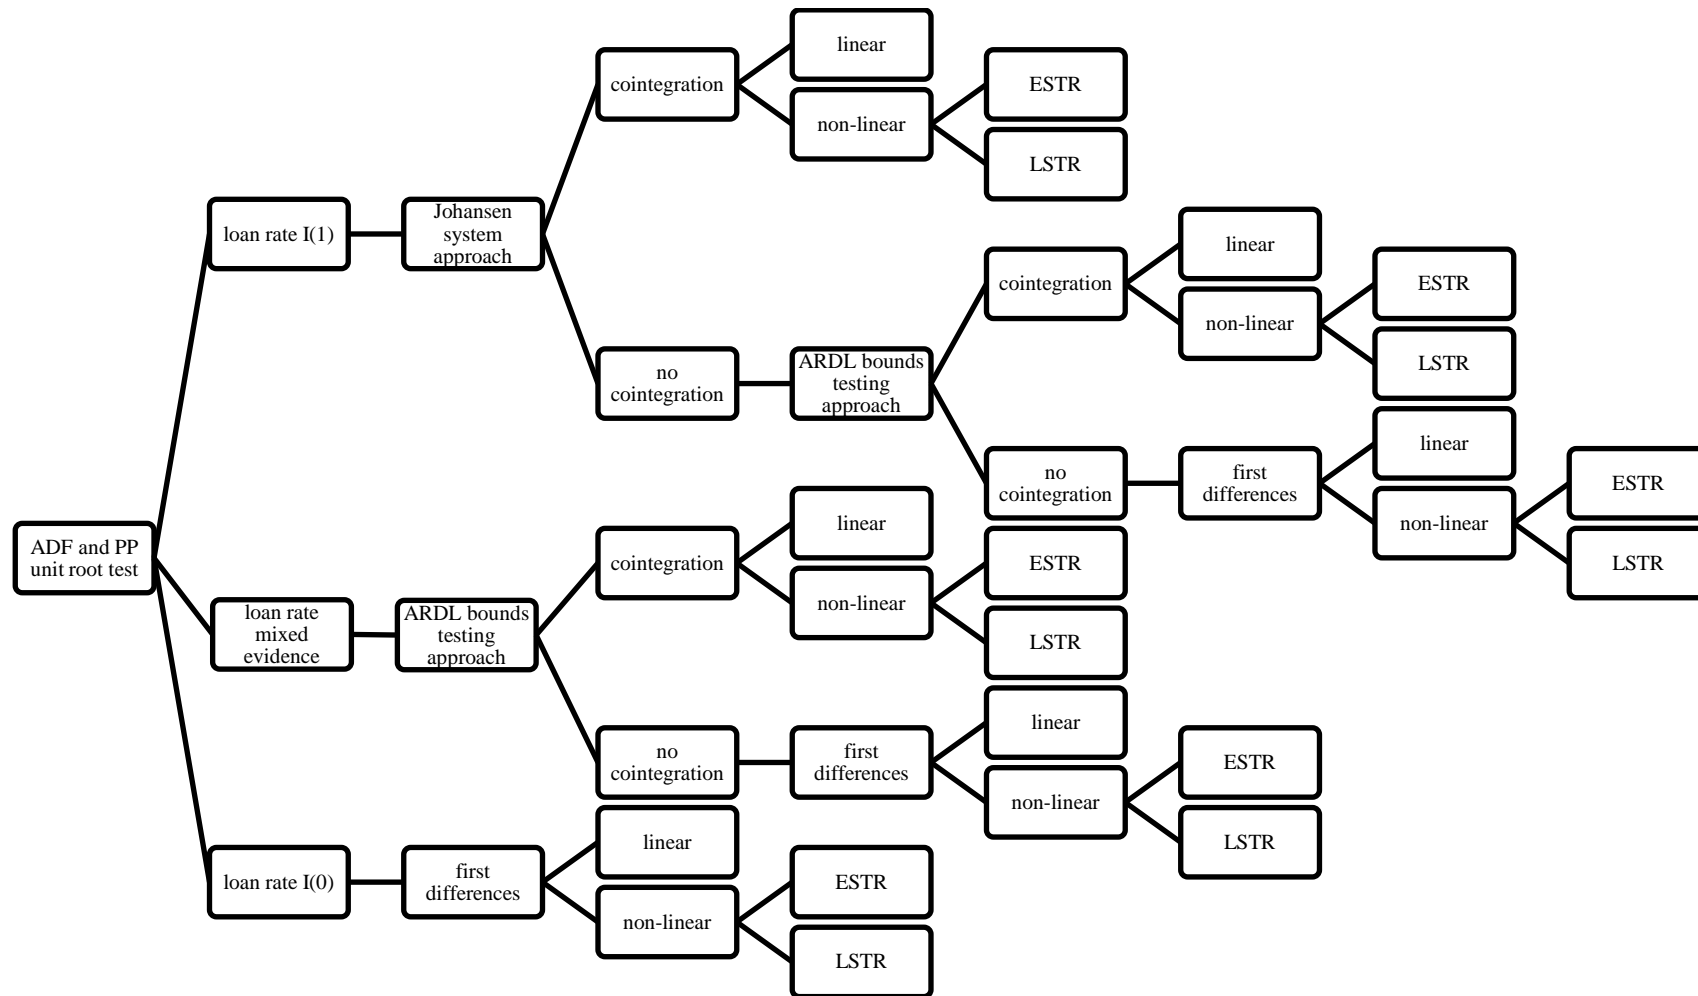 linear
cointegration
ESTR
non-linear
LSTR
loan rate I(1)
Johansen
system
approach
linear
cointegration
ESTR
non-linear
LSTR
no
cointegration
ARDL bounds
testing
approach
linear
no
cointegration
first
differences
ESTR
non-linear
LSTR
ADF and PP
unit root test
linear
cointegration
ESTR
non-linear
LSTR
loan rate
mixed
evidence
ARDL bounds
testing
approach
linear
no
cointegration
first
differences
ESTR
non-linear
LSTR
linear
loan rate I(0)
first
differences
ESTR
non-linear
LSTR